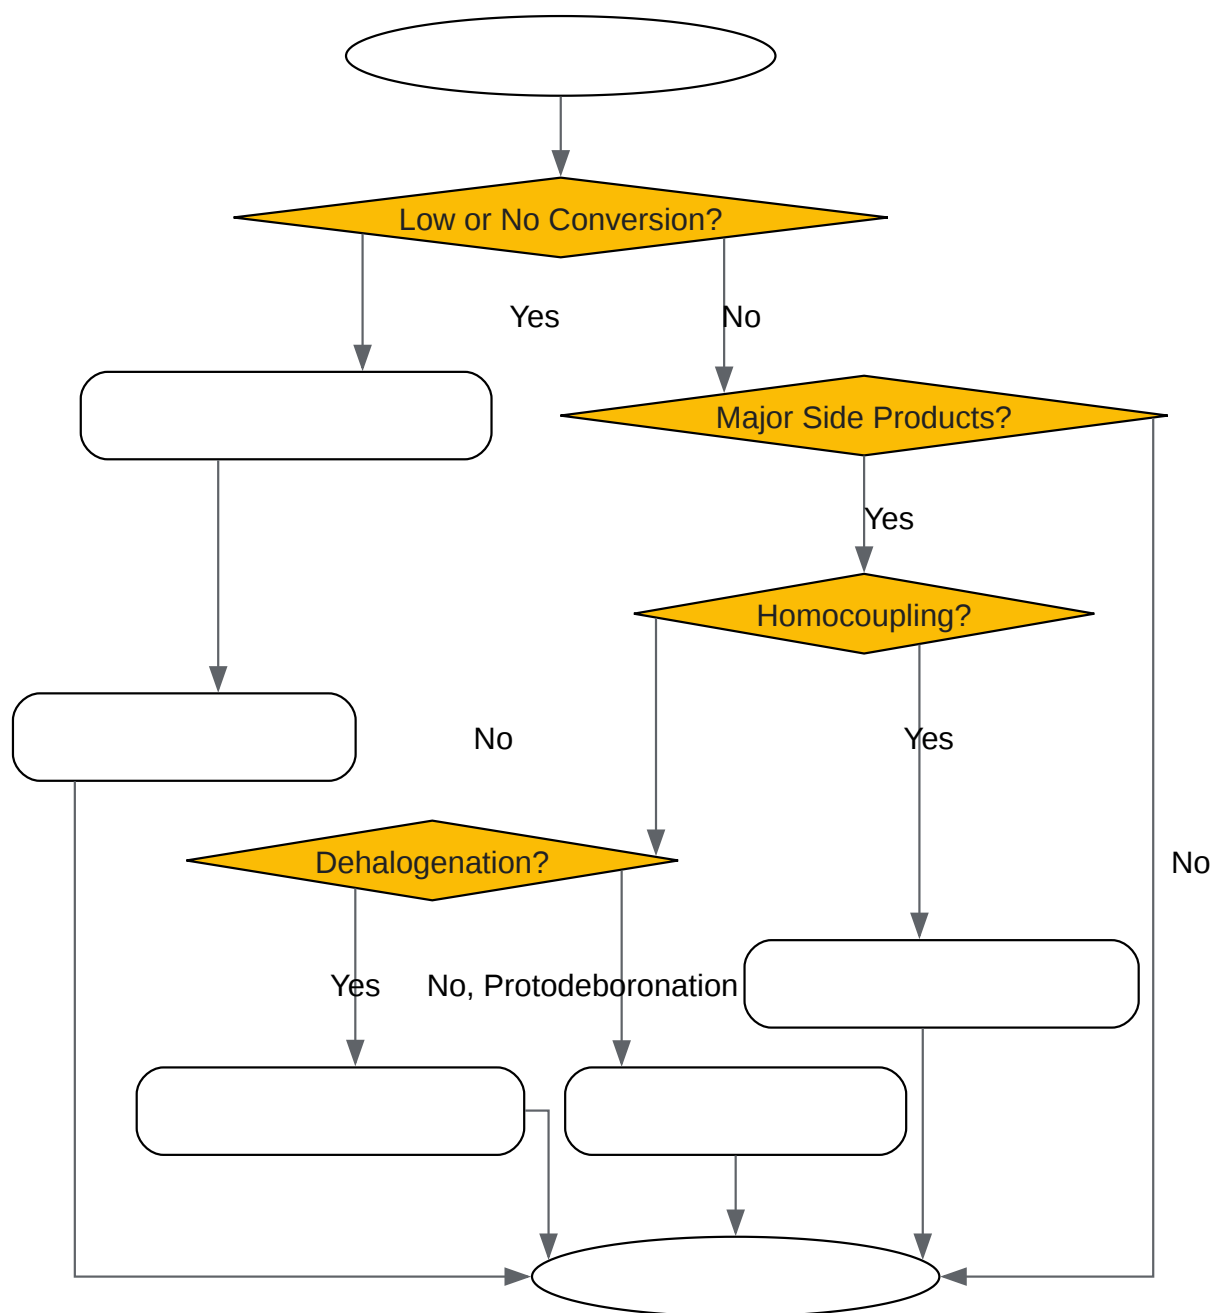 Low or No Conversion?
Yes
No
Major Side Products?
Yes
Homocoupling?
No
Yes
Dehalogenation?
No
Yes
No, Protodeboronation